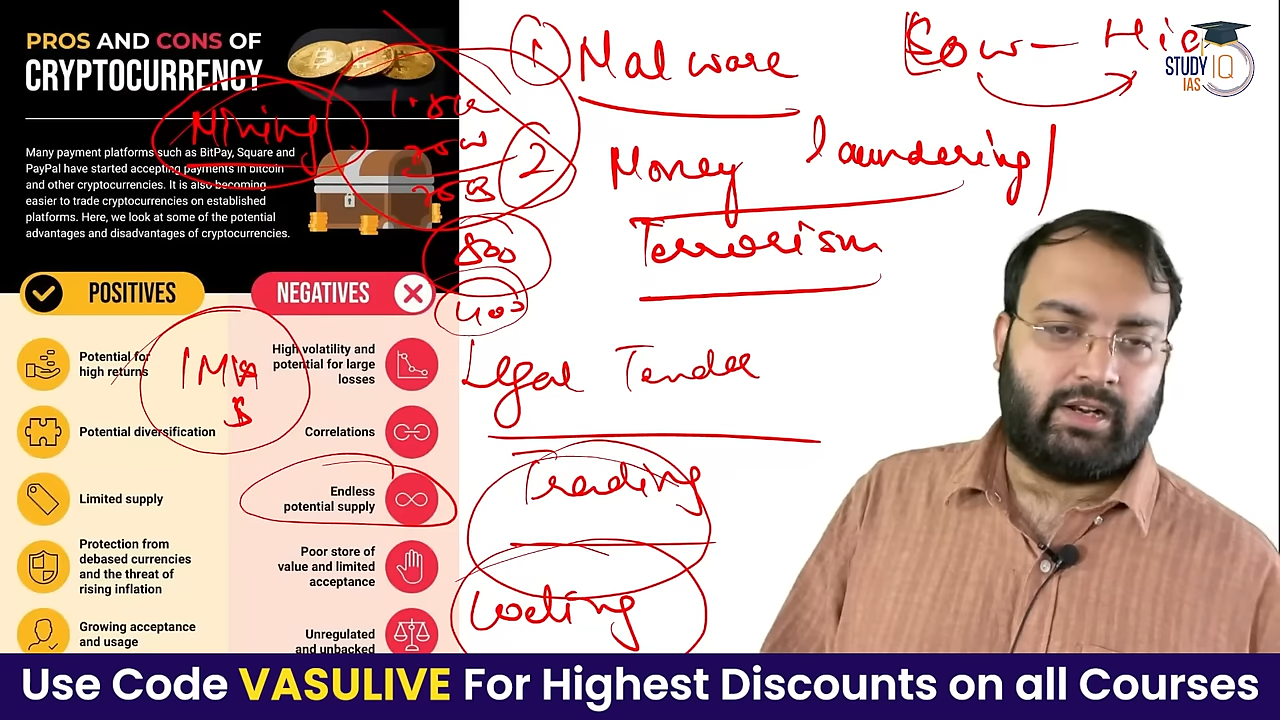 PROS AND CONS OF
CRYPTOCURRENCY
Many payment platforms such as BitPay, Square and
PayPal have started accepting payments in bitcoin
and other cryptocurrencies. It is also becoming
easier to trade cryptocurrencies on established
platforms. Here, we look at some of the potential
advantages and disadvantages of cryptocurrencies.
Mining
800
400
POSITIVES
NEGATIVES
Potential for
high returns
Potential diversification
Limited supply
Protection from
debased currencies
and the threat of
rising inflation
Growing acceptance
and usage
High volatility and
potential for large
losses
Correlations
Endless
potential supply
Poor store of
value and limited
acceptance
Unregulated
and unbacked
1 Malware
2 Money laundering/
Terrorism
Legal Tender
Trading
STUDY IQ
IAS
Use Code VASULIVE For Highest Discounts on all Courses